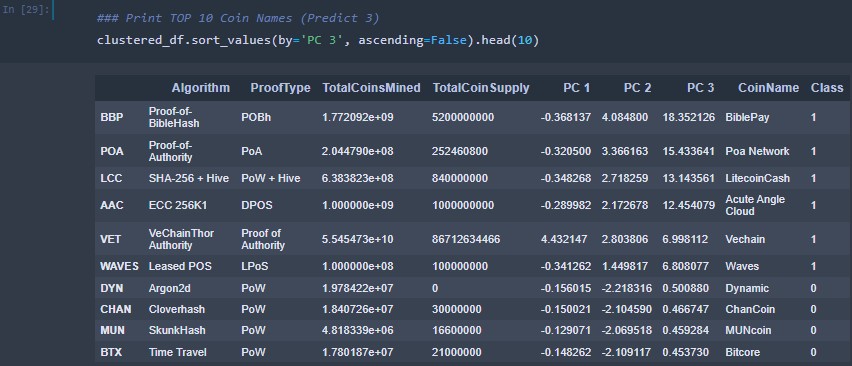 In [29]:
### Print TOP 10 Coin Names (Predict 3)
clustered_df.sort_values(by='PC 3', ascending=False).head(10)
Algorithm ProofType TotalCoinsMined TotalCoinSupply PC 1 PC 2 PC 3 CoinName Class
BBP Proof-of-BibleHash POBh 1.772092e+09 5200000000 -0.368137 4.084800 18.352126 BiblePay 1
POA Proof-of-Authority PoA 2.044790e+08 252460800 -0.320500 3.366163 15.433641 Poa Network 1
LCC SHA-256 + Hive PoW + Hive 6.383823e+08 840000000 -0.348268 2.718259 13.143561 LitecoinCash 1
AAC ECC 256K1 DPOS 1.000000e+09 1000000000 -0.289982 2.172678 12.454079 Acute Angle Cloud 1
VET VeChainThor Authority Proof of Authority 5.545473e+10 86712634466 4.432147 2.803806 6.998112 Vechain 1
WAVES Leased POS LPoS 1.000000e+08 100000000 -0.341262 1.449817 6.808077 Waves 1
DYN Argon2d PoW 1.978422e+07 0 -0.156015 -2.218316 0.500880 Dynamic 0
CHAN Cloverhash PoW 1.840726e+07 30000000 -0.150021 -2.104590 0.466747 ChanCoin 0
MUN SkunkHash PoW 4.818339e+06 16600000 -0.129071 -2.069518 0.459284 MUNcoin 0
BTX Time Travel PoW 1.780187e+07 21000000 -0.148262 -2.109117 0.453730 Bitcore 0